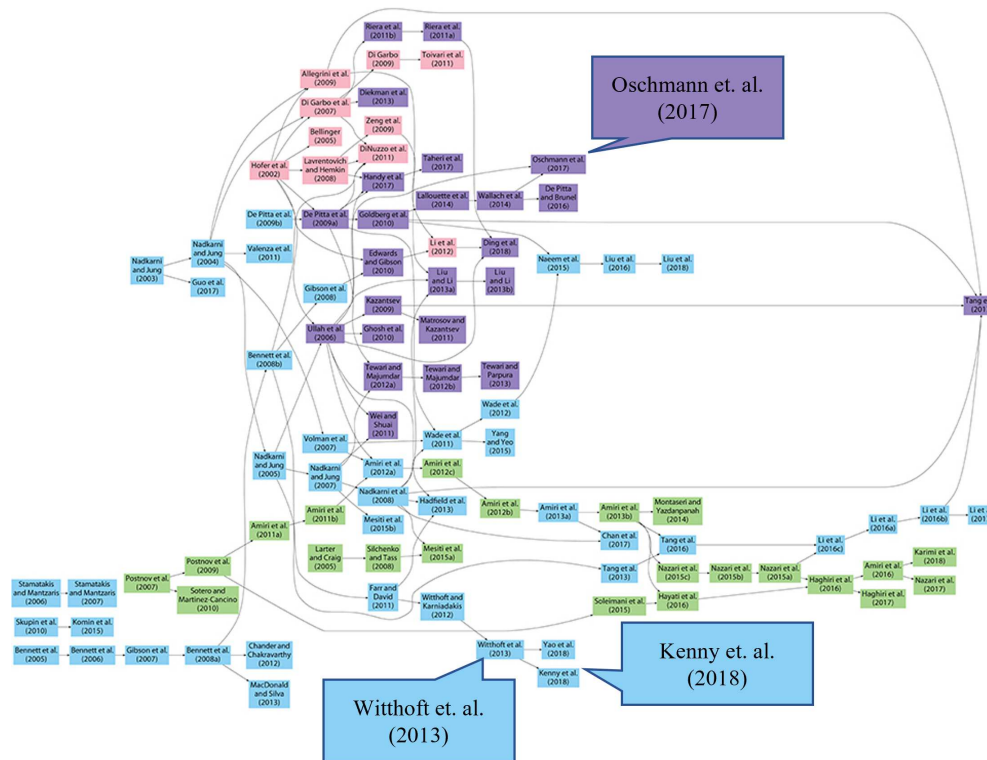 Riera et al.
(2011b)
Riera et al.
(2011a)
Di Garbo
(2009)
Toivari et al.
(2011)
Allegrini et al.
(2009)
Diekman et al.
(2013)
Di Garbo et al.
(2007)
Oschmann et. al.
(2017)
Zeng et al.
(2009)
Bellinger
(2005)
DiNuzzo et al.
(2011)
Taheri et al.
(2017)
Oschmann et al.
(2017)
Hofer et al.
(2002)
Lavrentovich
and Hemkin
(2008)
Handy et al.
(2017)
Lallouette et al.
(2014)
Wallach et al.
(2014)
De Pitta and
Brunel
(2016)
De Pitta et al.
(2009b)
De Pitta et al.
(2009a)
Goldberg et al.
(2010)
Nadkarni
and Jung
(2004)
Valenza et al.
(2011)
Edwards
and Gibson
(2010)
Li et al.
(2012)
Ding et al.
(2018)
Naeem et al.
(2015)
Liu et al.
(2016)
Liu et al.
(2018)
Nadkarni
and Jung
(2003)
Guo et al.
(2017)
Gibson et al.
(2008)
Liu
and Li
(2013a)
Liu
and Li
(2013b)
Kazantsev
(2009)
Tang e
(201
Ullah et al.
(2006)
Ghosh et al.
(2010)
Matrosov and
Kazantsev
(2011)
Bennett et al.
(2008b)
Tewari and
Majumdar
(2012a)
Tewari and
Majumdar
(2012b)
Tewari and
Parpura
(2013)
Wei and
Shuai
(2011)
Wade et al.
(2012)
Volman et al.
(2007)
Wade et al.
(2011)
Yang
and Yeo
(2015)
Nadkarni
and Jung
(2005)
Nadkarni
and Jung
(2007)
Amiri et al.
(2012a)
Amiri et al.
(2012c)
Nadkarni et al.
(2008)
Hadfield et al.
(2013)
Amiri et al.
(2012b)
Amiri et al.
(2013a)
Amiri et al.
(2013b)
Montaseri and
Yazdanpanah
(2014)
Amiri et al.
(2011a)
Amiri et al.
(2011b)
Mesiti et al.
(2015b)
Chan et al.
(2017)
Tang et al.
(2016)
Li et al.
(2016a)
Li et al.
(2016b)
Li et a
(201
Larter
and Craig
(2005)
Silchenko
and Tass
(2008)
Mesiti et al.
(2015a)
Li et al.
(2016c)
Karimi et al.
(2018)
Postnov et al.
(2009)
Postnov et al.
(2007)
Sotero and
Martinez-Cancino
(2010)
Tang et al.
(2013)
Nazari et al.
(2015c)
Nazari et al.
(2015b)
Nazari et al.
(2015a)
Haghiri et al.
(2016)
Amiri et al.
(2016)
Nazari et al.
(2017)
Haghiri et al.
(2017)
Stamatakis
and Mantzaris
(2006)
Stamatakis
and Mantzaris
(2007)
Farr and
David
(2011)
Witthoft and
Karniadakis
(2012)
Soleimani et al.
(2015)
Hayati et al.
(2016)
Skupin et al.
(2010)
Komin et al.
(2015)
Bennett et al.
(2005)
Bennett et al.
(2006)
Gibson et al.
(2007)
Bennett et al.
(2008a)
Chander and
Chakravarthy
(2012)
MacDonald
and Silva
(2013)
Witthoft et al.
(2013)
Yao et al.
(2018)
Kenny et al.
(2018)
Kenny et. al.
(2018)
Witthoft et. al.
(2013)